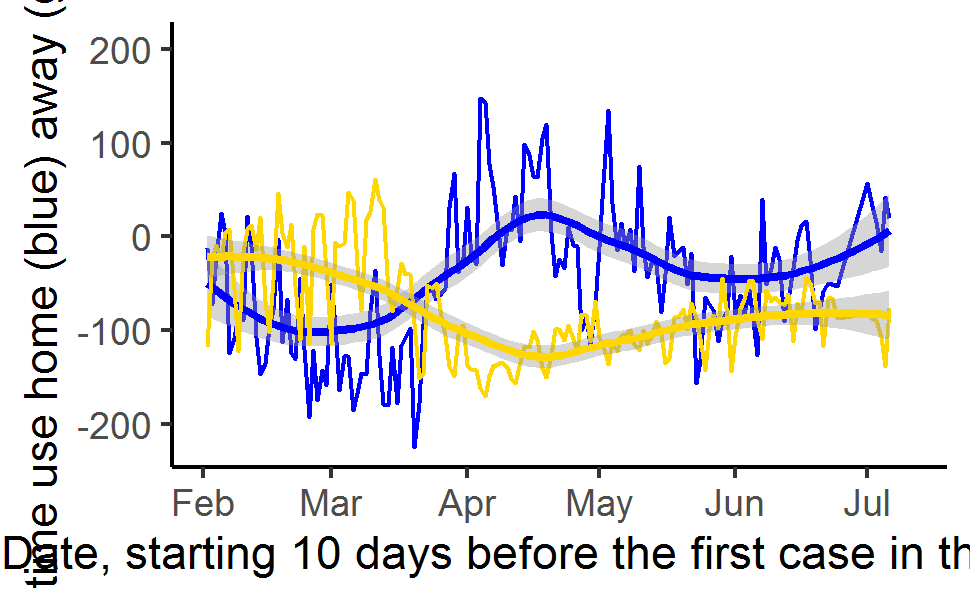 time use home (blue) away (
200
100
0
-100
-200
Feb Mar Apr May Jun Jul
Date, starting 10 days before the first case in th